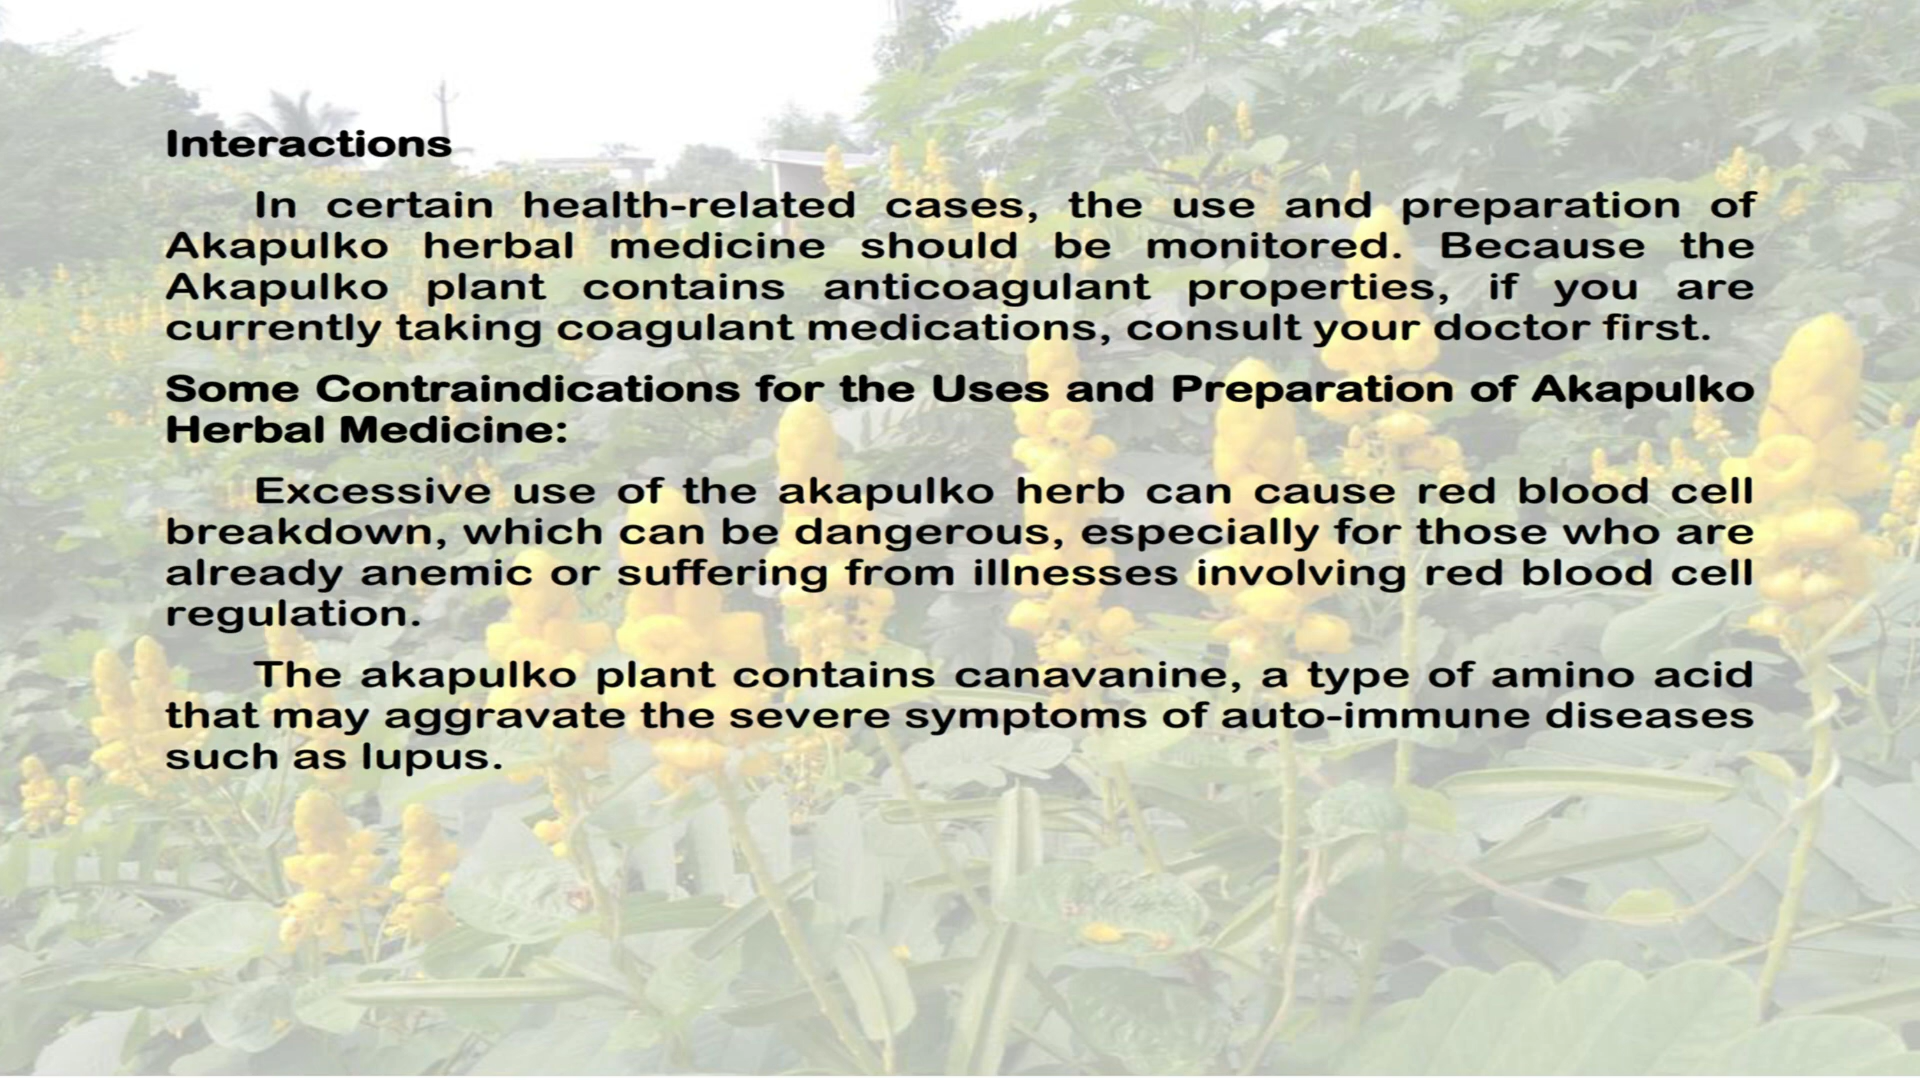 Interactions
In certain health-related cases, the use and preparation of
Akapulko herbal medicine should be monitored. Because the
Akapulko plant contains anticoagulant properties, if you are
currently taking coagulant medications, consult your doctor first.
Some Contraindications for the Uses and Preparation of Akapulko
Herbal Medicine:
Excessive use of the akapulko herb can cause red blood cell
breakdown, which can be dangerous, especially for those who are
already anemic or suffering from illnesses involving red blood cell
regulation.
The akapulko plant contains canavanine, a type of amino acid
that may aggravate the severe symptoms of auto-immune diseases
such as lupus.